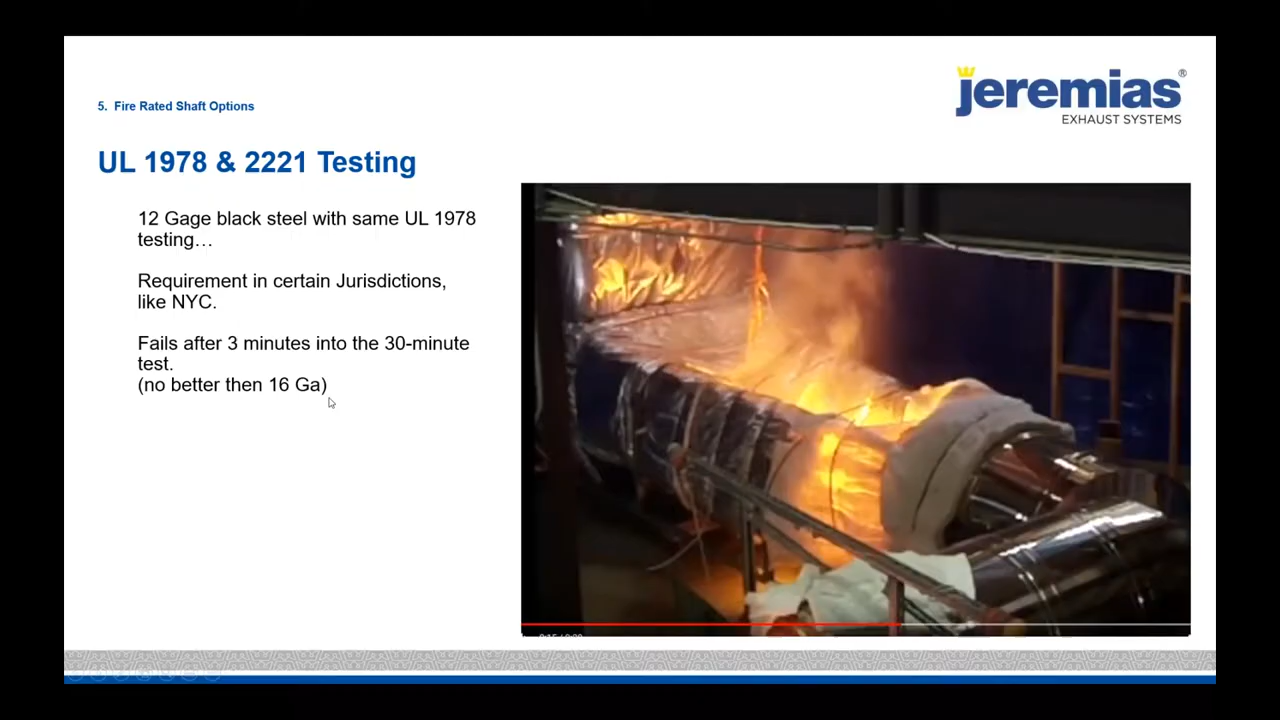 5. Fire Rated Shaft Options
jeremias®
EXHAUST SYSTEMS
UL 1978 & 2221 Testing
12 Gage black steel with same UL 1978
testing…
Requirement in certain Jurisdictions,
like NYC.
Fails after 3 minutes into the 30-minute
test.
(no better then 16 Ga)